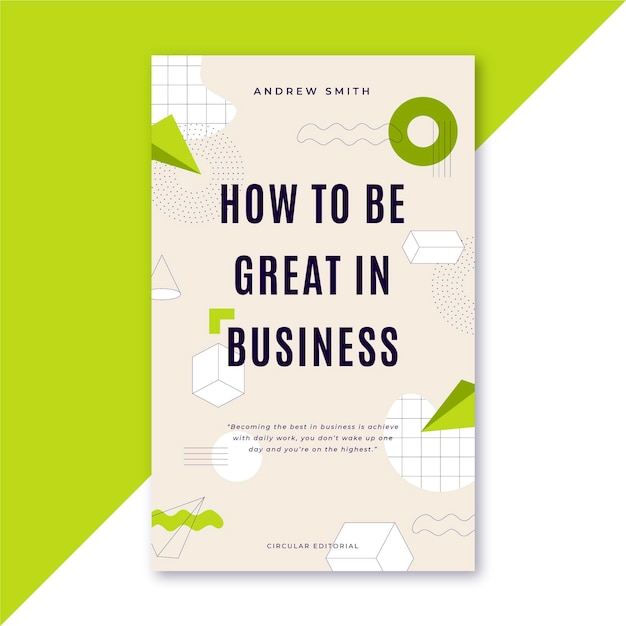 ANDREW SMITH
HOW TO BE
GREAT IN
BUSINESS
"Becoming the best in business is achieve
with daily work, you don't wake up one
day and you're on the highest."
CIRCULAR EDITORIAL